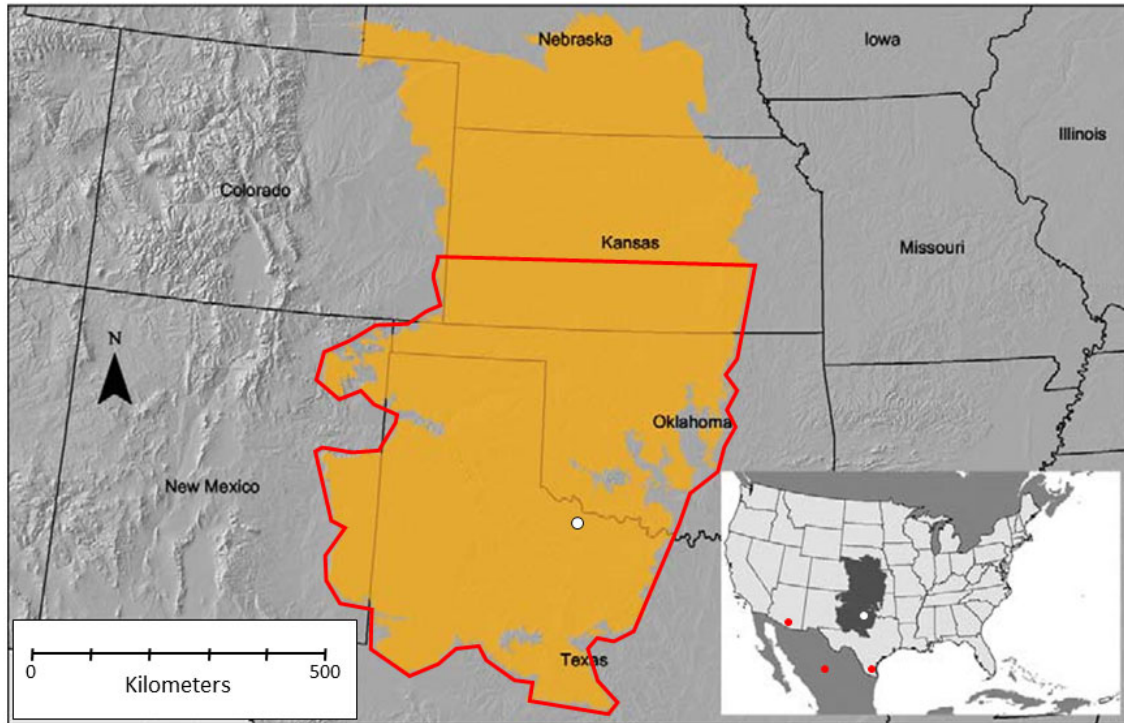 Nebraska
Iowa
Illinois
Colorado
Kansas
Missouri
N
Oklahoma
New Mexico
Texas
0 500
Kilometers